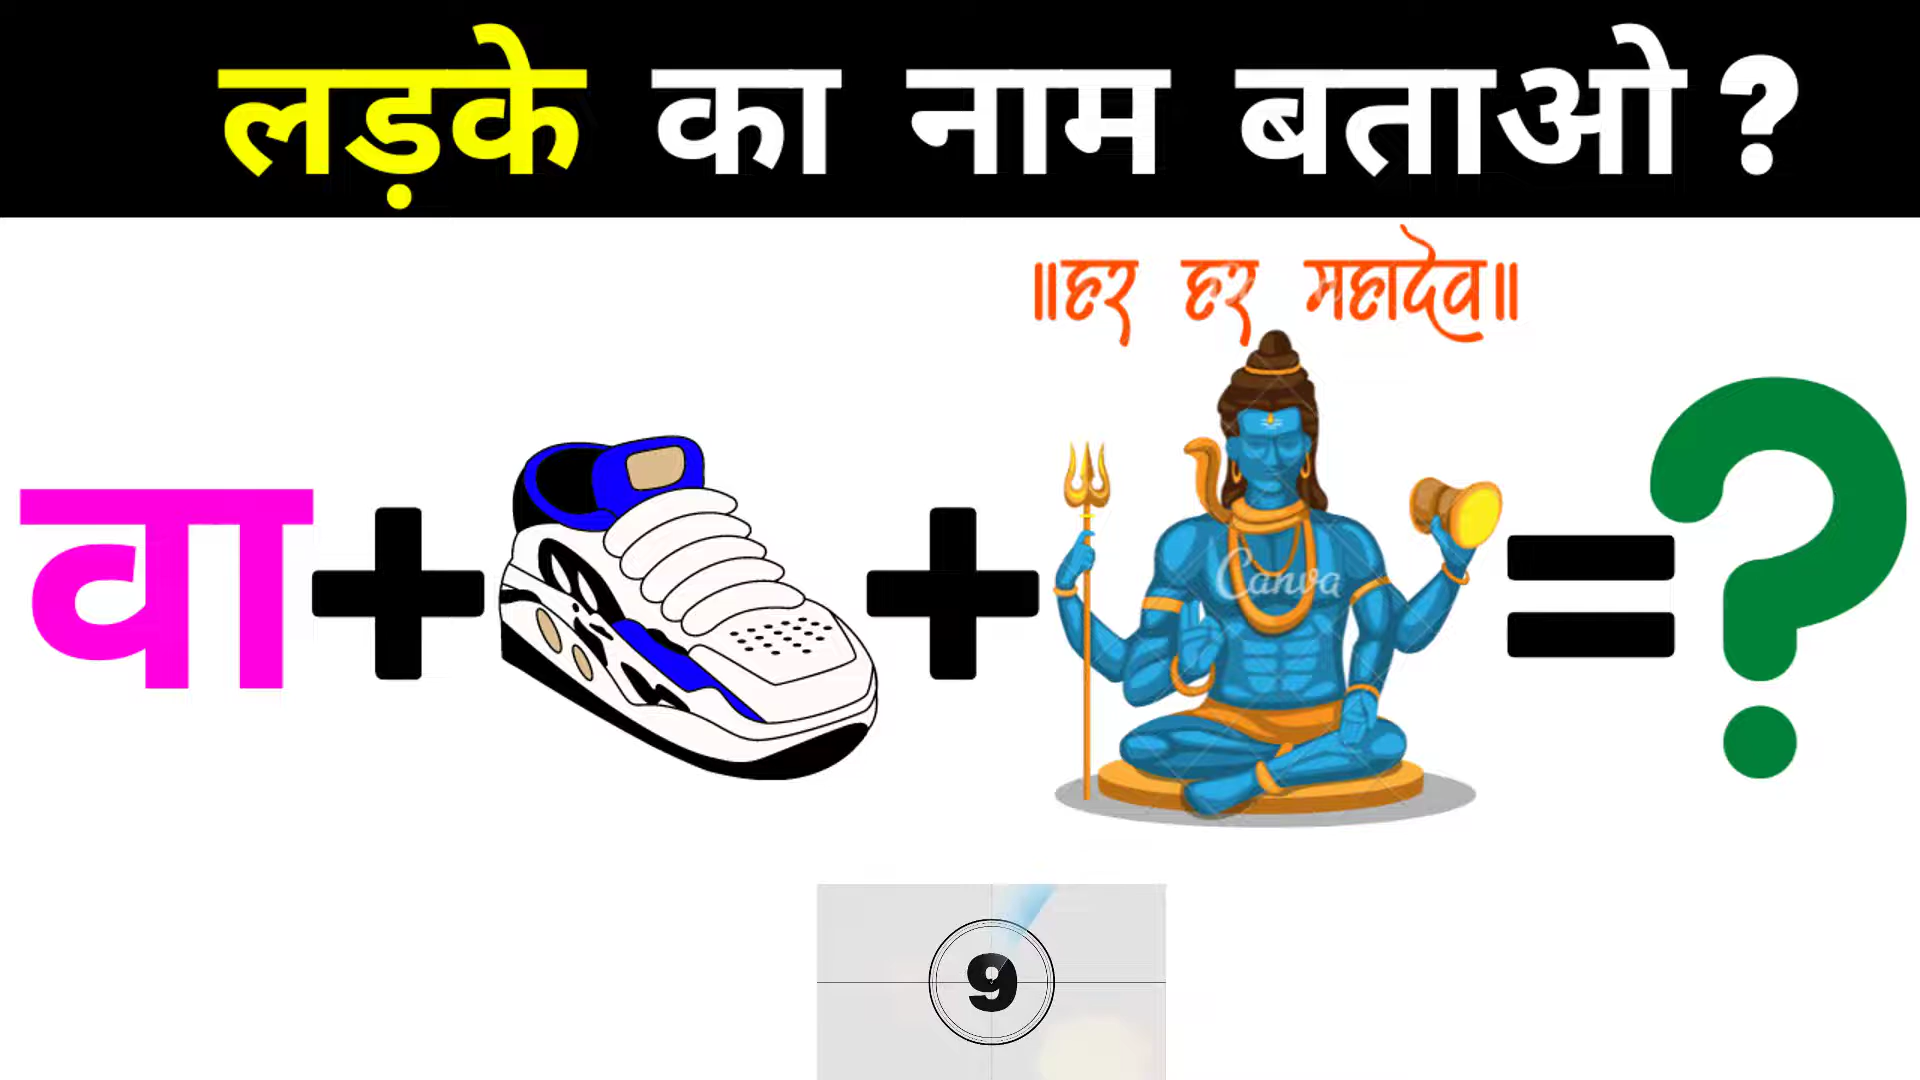 लड़के का नाम बताओ ?
॥हर हर महादेव॥
वा + + = ?
Canva
9